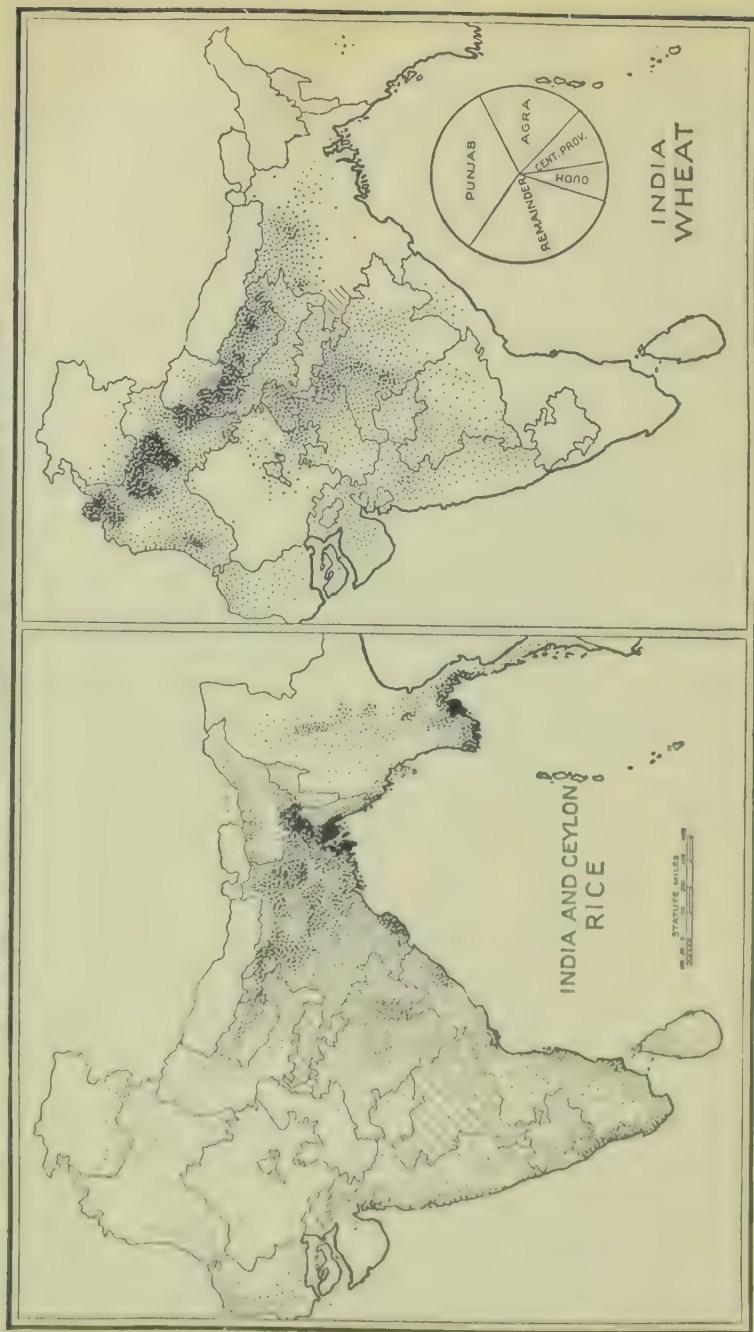 PUNJAB
AGRA
CENT. PROV.
OUDH
REMAINDER
INDIA
WHEAT
INDIA AND CEYLON
RICE
STATUTE MILES